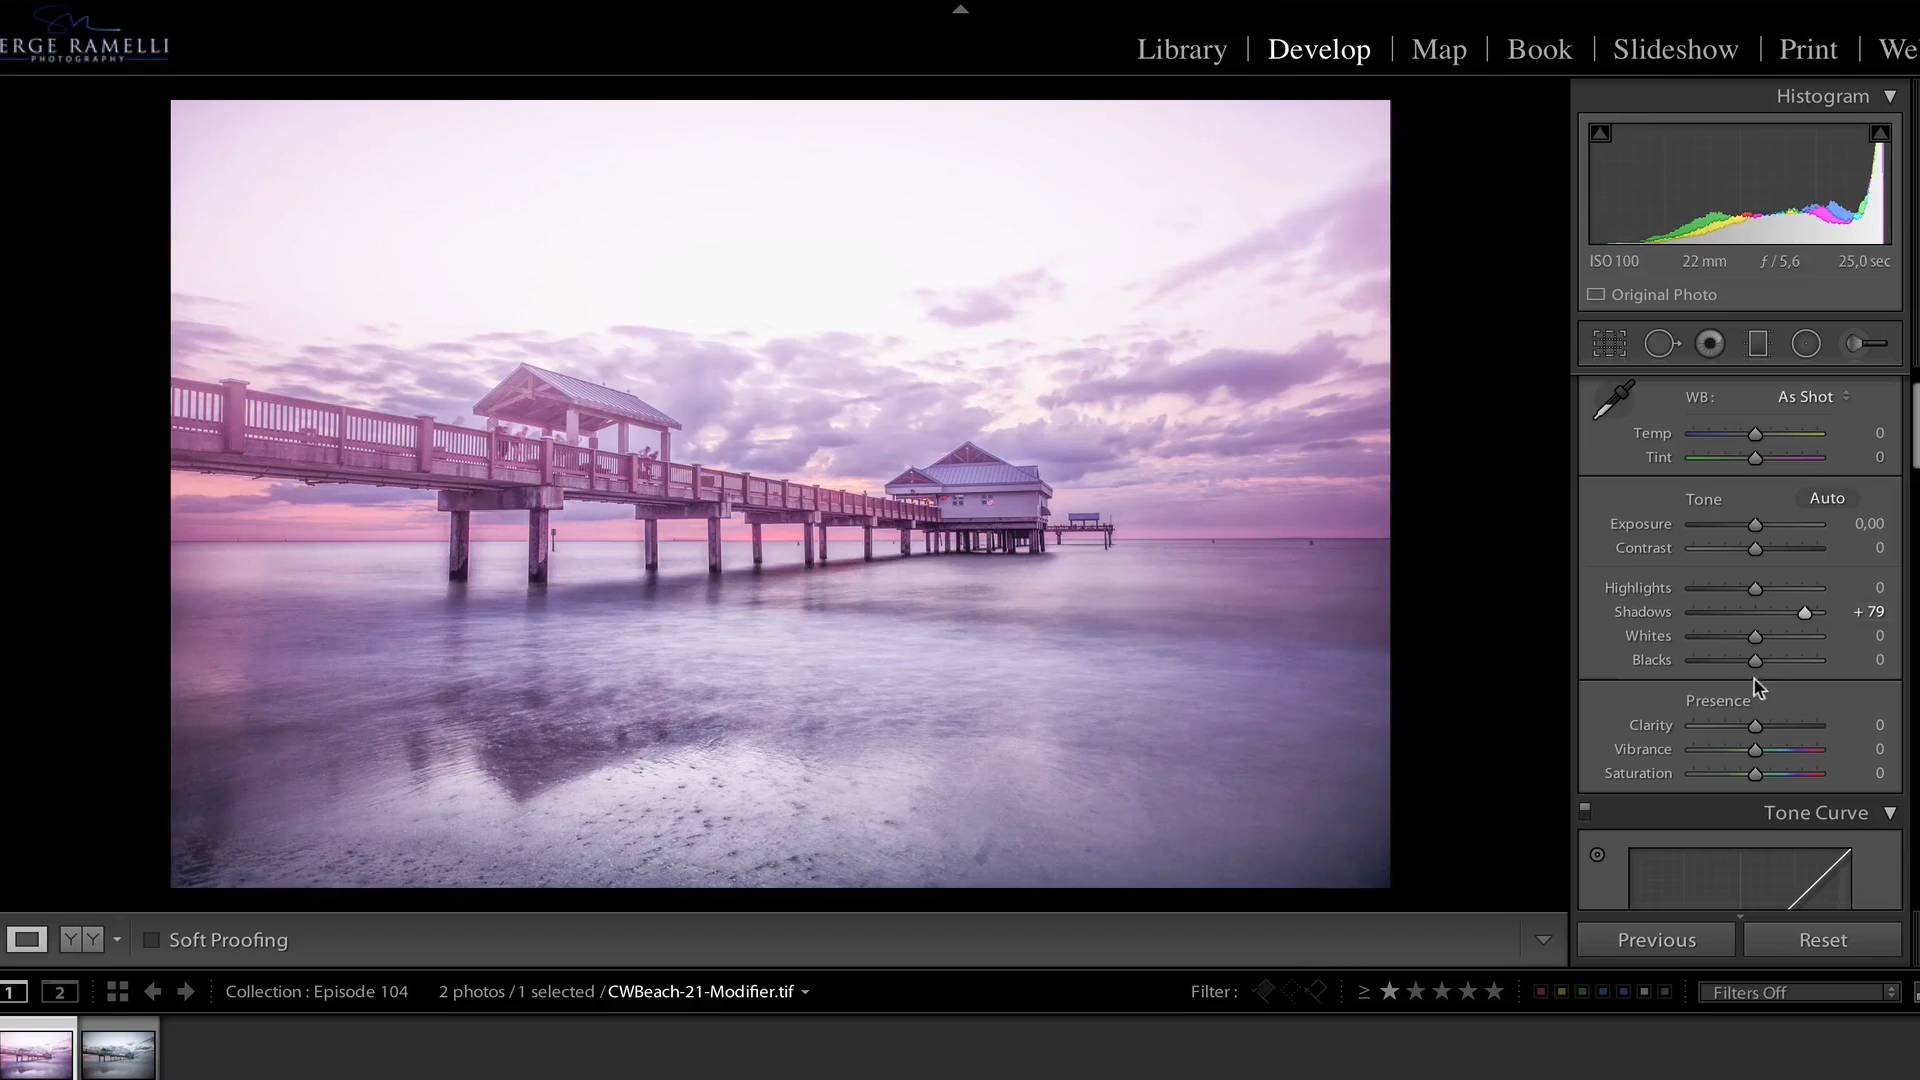 ERGE RAMELLI
PHOTOGRAPHY
Library | Develop | Map | Book | Slideshow | Print | We
Histogram
ISO 100 22 mm ƒ / 5,6 25,0 sec
Original Photo
WB: As Shot
Temp 0
Tint 0
Tone Auto
Exposure 0,00
Contrast 0
Highlights 0
Shadows + 79
Whites 0
Blacks 0
Presence
Clarity 0
Vibrance 0
Saturation 0
Tone Curve
Y Y Soft Proofing
Previous Reset
1 2 Collection : Episode 104 2 photos / 1 selected / CWBeach-21-Modifier.tif Filter : ≥ ★ ★ ★ ★ ★ Filters Off